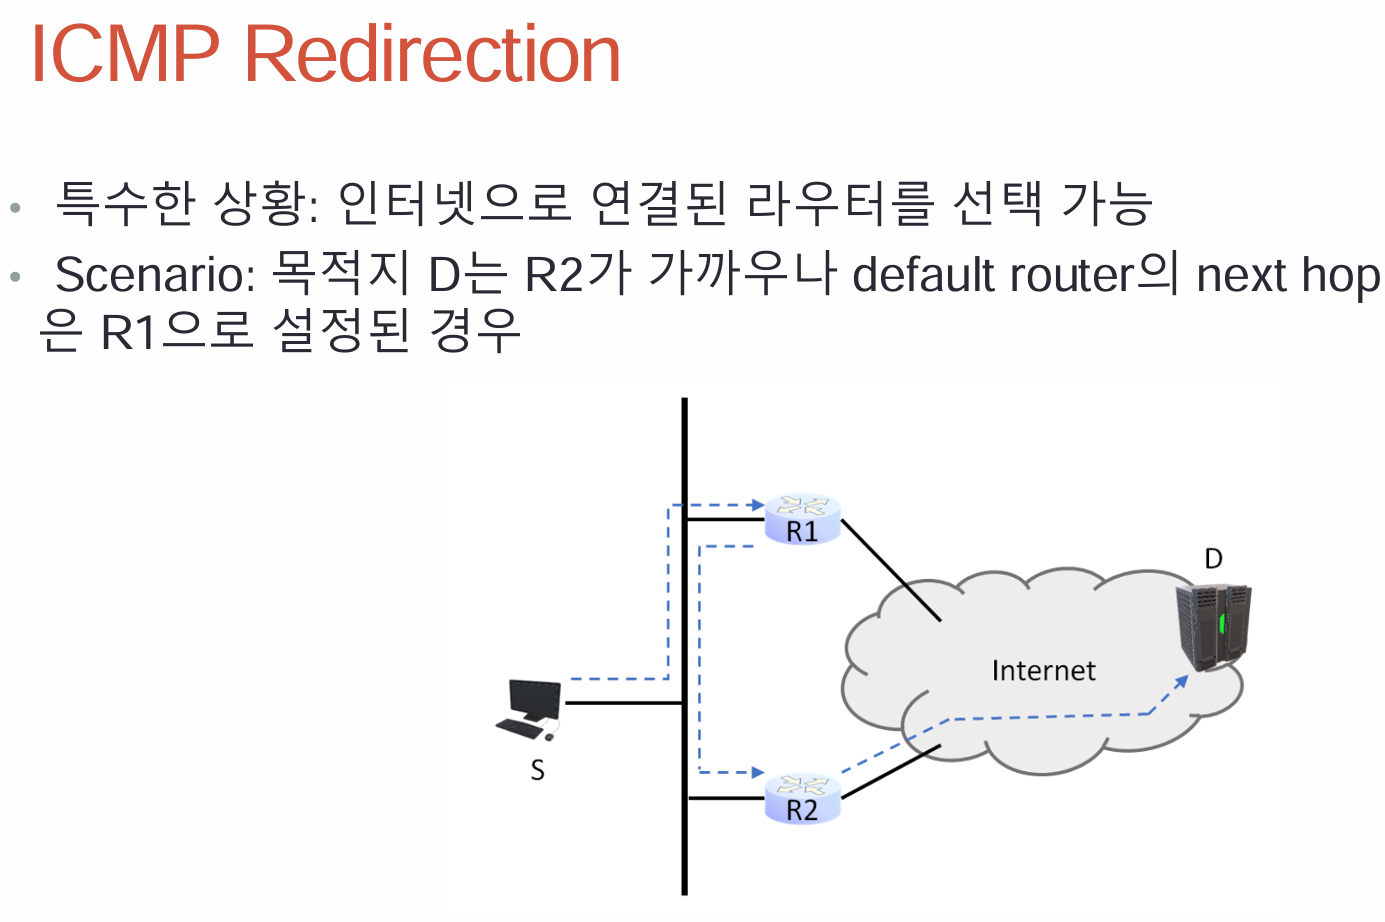 ICMP Redirection
• 특수한 상황: 인터넷으로 연결된 라우터를 선택 가능
• Scenario: 목적지 D는 R2가 가까우나 default router의 next hop
은 R1으로 설정된 경우
R1
D
Internet
S
R2